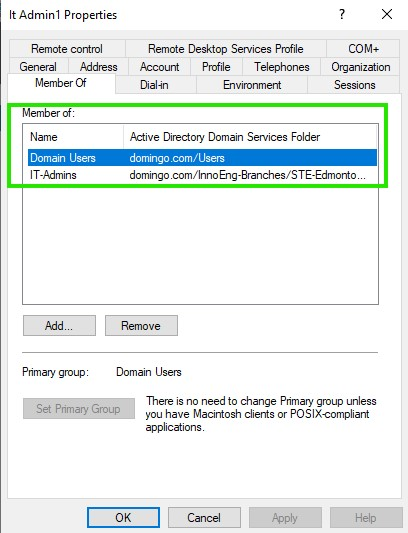 It Admin1 Properties
?
Remote control Remote Desktop Services Profile COM+
General Address Account Profile Telephones Organization
Member Of Dial-in Environment Sessions
Member of:
Name Active Directory Domain Services Folder
Domain Users domingo.com/Users
IT-Admins domingo.com/InnoEng-Branches/STE-Edmonto...
Add... Remove
Primary group: Domain Users
Set Primary Group There is no need to change Primary group unless
you have Macintosh clients or POSIX-compliant
applications.
OK Cancel Apply Help